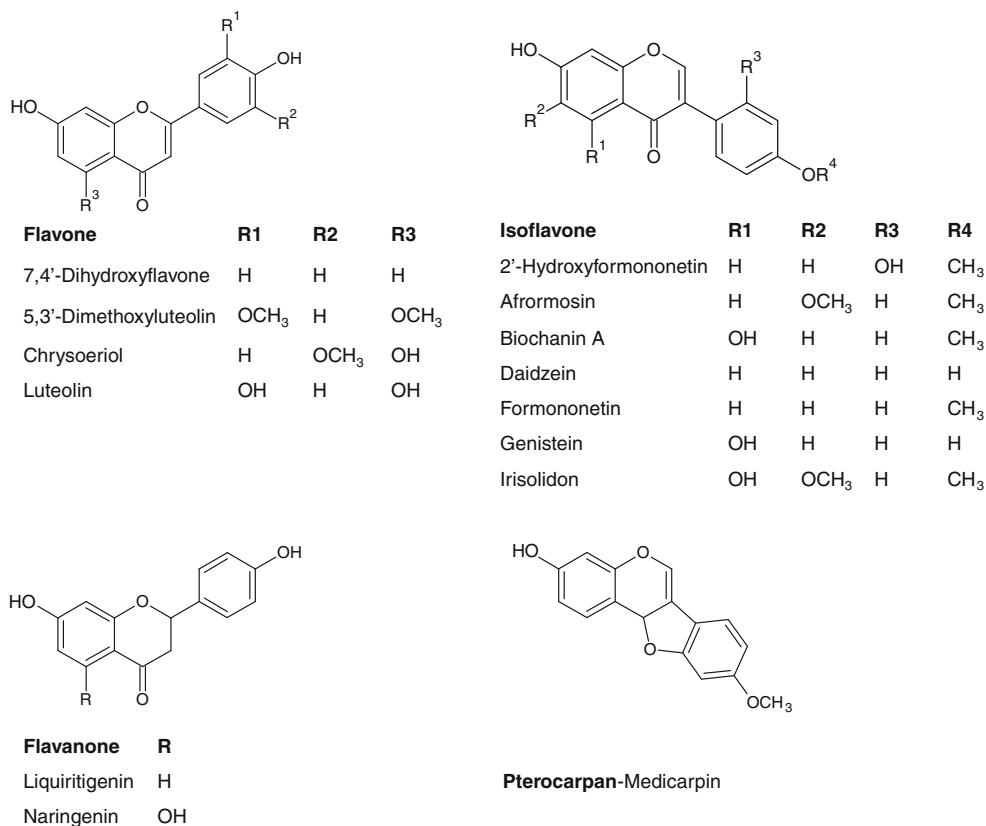 R¹
OH
HO
O
R²
R³
O
Flavone R1 R2 R3
7,4'-Dihydroxyflavone H H H
5,3'-Dimethoxyluteolin OCH₃ H OCH₃
Chrysoeriol H OCH₃ OH
Luteolin OH H OH
HO
O
R³
R²
R¹
O
OR⁴
Isoflavone R1 R2 R3 R4
2'-Hydroxyformononetin H H OH CH₃
Afrormosin H OCH₃ H CH₃
Biochanin A OH H H CH₃
Daidzein H H H H
Formononetin H H H CH₃
Genistein OH H H H
Irisolidon OH OCH₃ H CH₃
OH
HO
O
R
O
Flavanone R
Liquiritigenin H
Naringenin OH
HO
O
O
OCH₃
Pterocarpan-Medicarpin